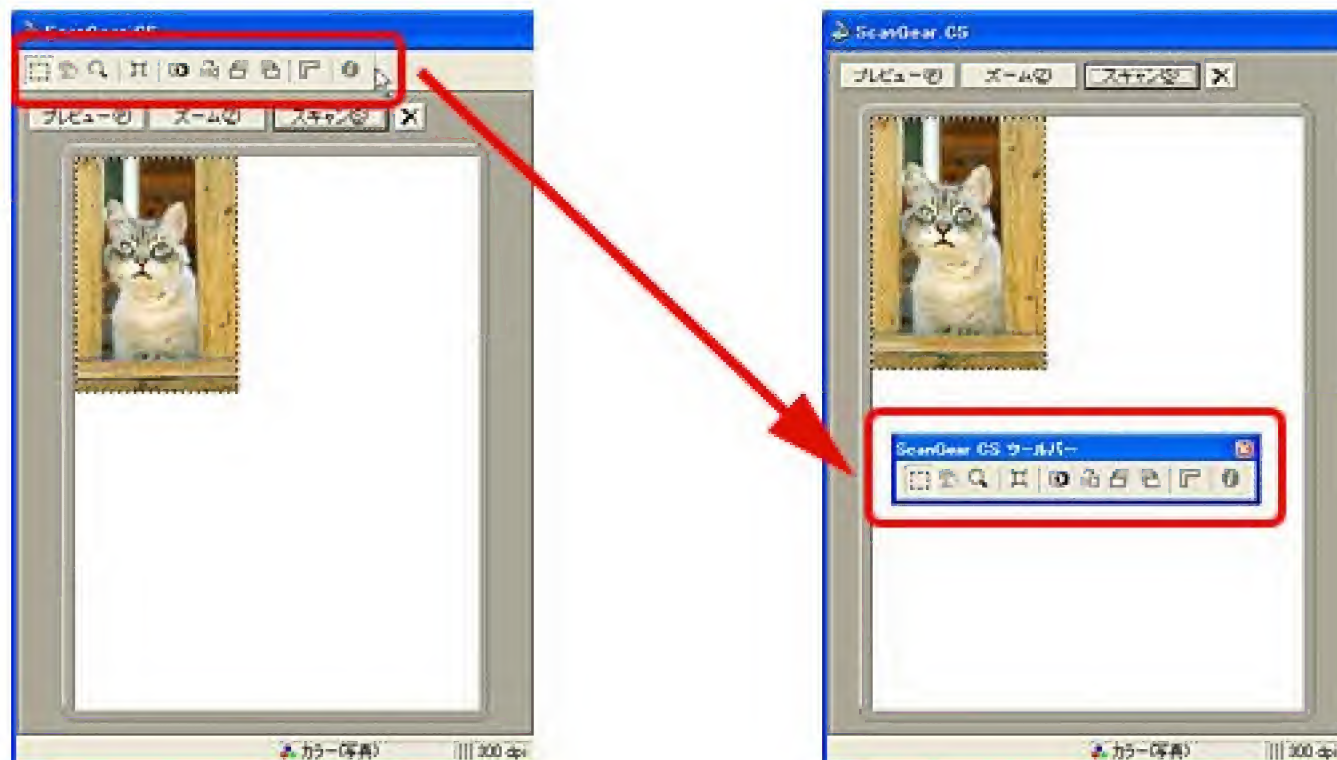 ScanGear CS
プレビュー(P) ズーム(Z) スキャン(S)
カラー(写真) 300 dpi
ScanGear CS
プレビュー(P) ズーム(Z) スキャン(S)
ScanGear CS ツールバー
カラー(写真) 300 dpi